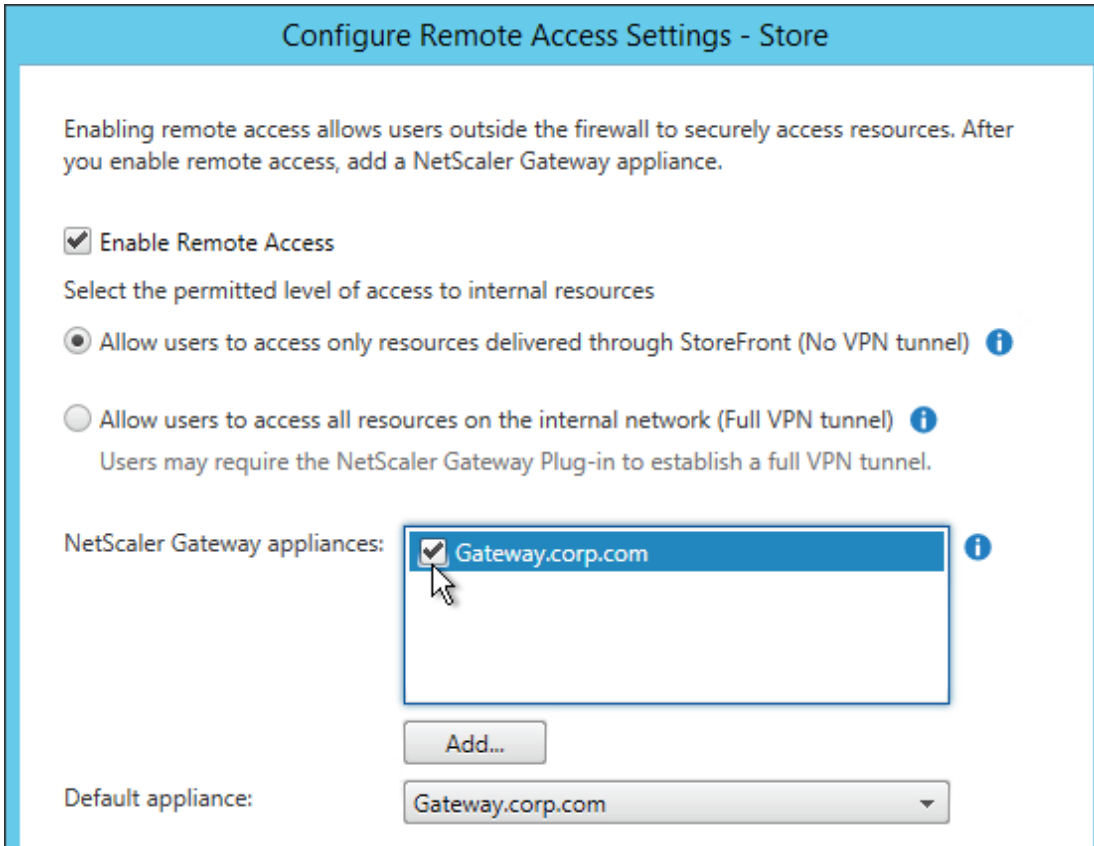 Configure Remote Access Settings - Store
Enabling remote access allows users outside the firewall to securely access resources. After
you enable remote access, add a NetScaler Gateway appliance.
Enable Remote Access
Select the permitted level of access to internal resources
Allow users to access only resources delivered through StoreFront (No VPN tunnel)
Allow users to access all resources on the internal network (Full VPN tunnel)
Users may require the NetScaler Gateway Plug-in to establish a full VPN tunnel.
NetScaler Gateway appliances:
Gateway.corp.com
Add...
Default appliance:
Gateway.corp.com